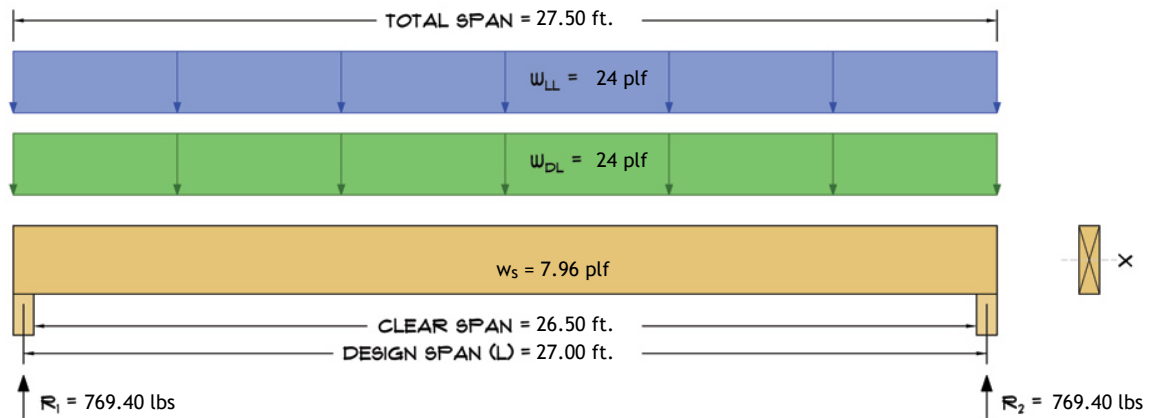 TOTAL SPAN = 27.50 ft.
WLL = 24 plf
WDL = 24 plf
ws = 7.96 plf
X
CLEAR SPAN = 26.50 ft.
DESIGN SPAN (L) = 27.00 ft.
R1 = 769.40 lbs
R2 = 769.40 lbs